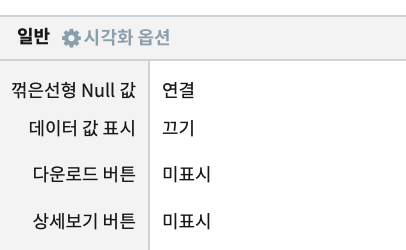 일반 시각화 옵션
꺾은선형 Null 값 연결
데이터 값 표시 끄기
다운로드 버튼 미표시
상세보기 버튼 미표시